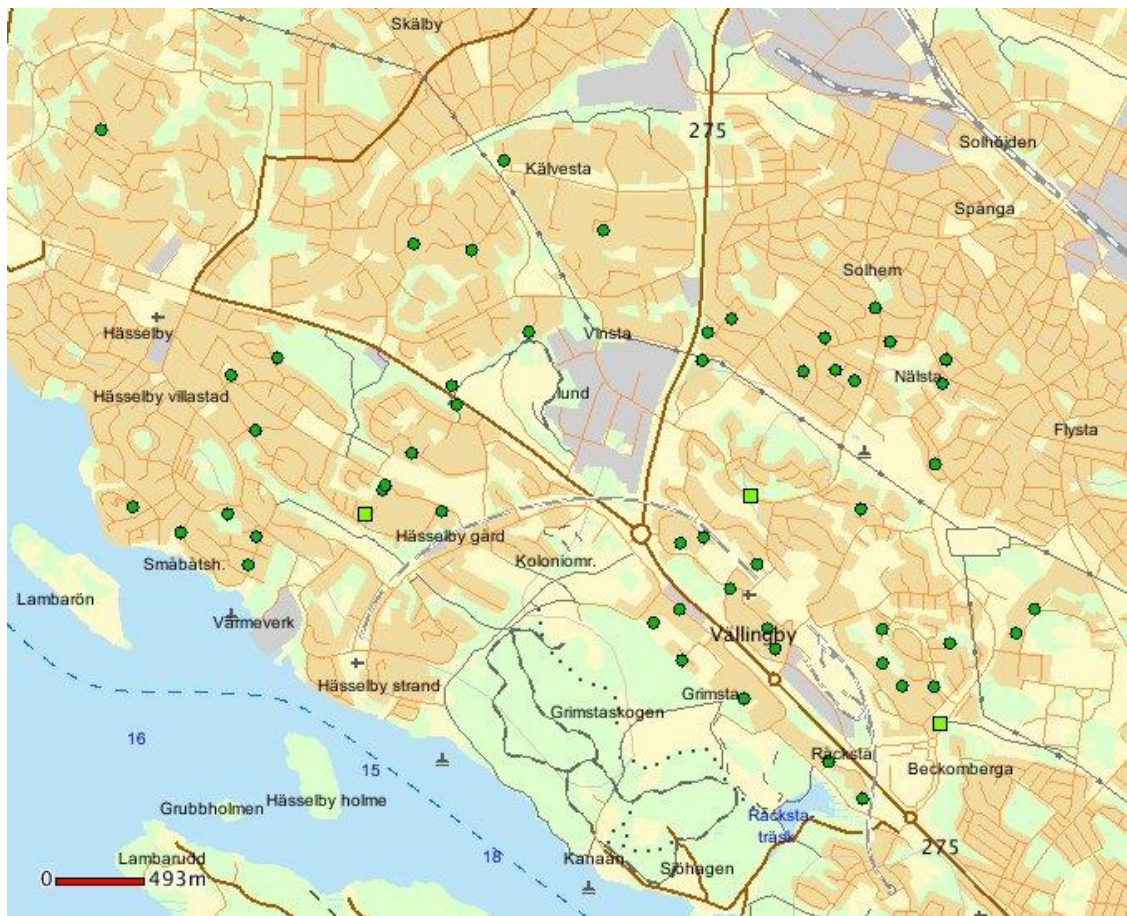 Skälby
275
Solhöjden
Kälvesta
Spånga
Solhem
Hässelby
Vinsta
Nälsta
Hässelby villastad
lund
Flysta
Hässelby gård
Småbåtsh.
Koloniomr.
Lambarön
Värmeverk
Vällingby
Hässelby strand
Grimsta
Grimstaskogen
16
15
Råcksta
Beckomberga
Hässelby holme
Grubbholmen
Råcksta-
träsk
275
18
Lambarudd
Kanaan
Sjöhagen
0 493m